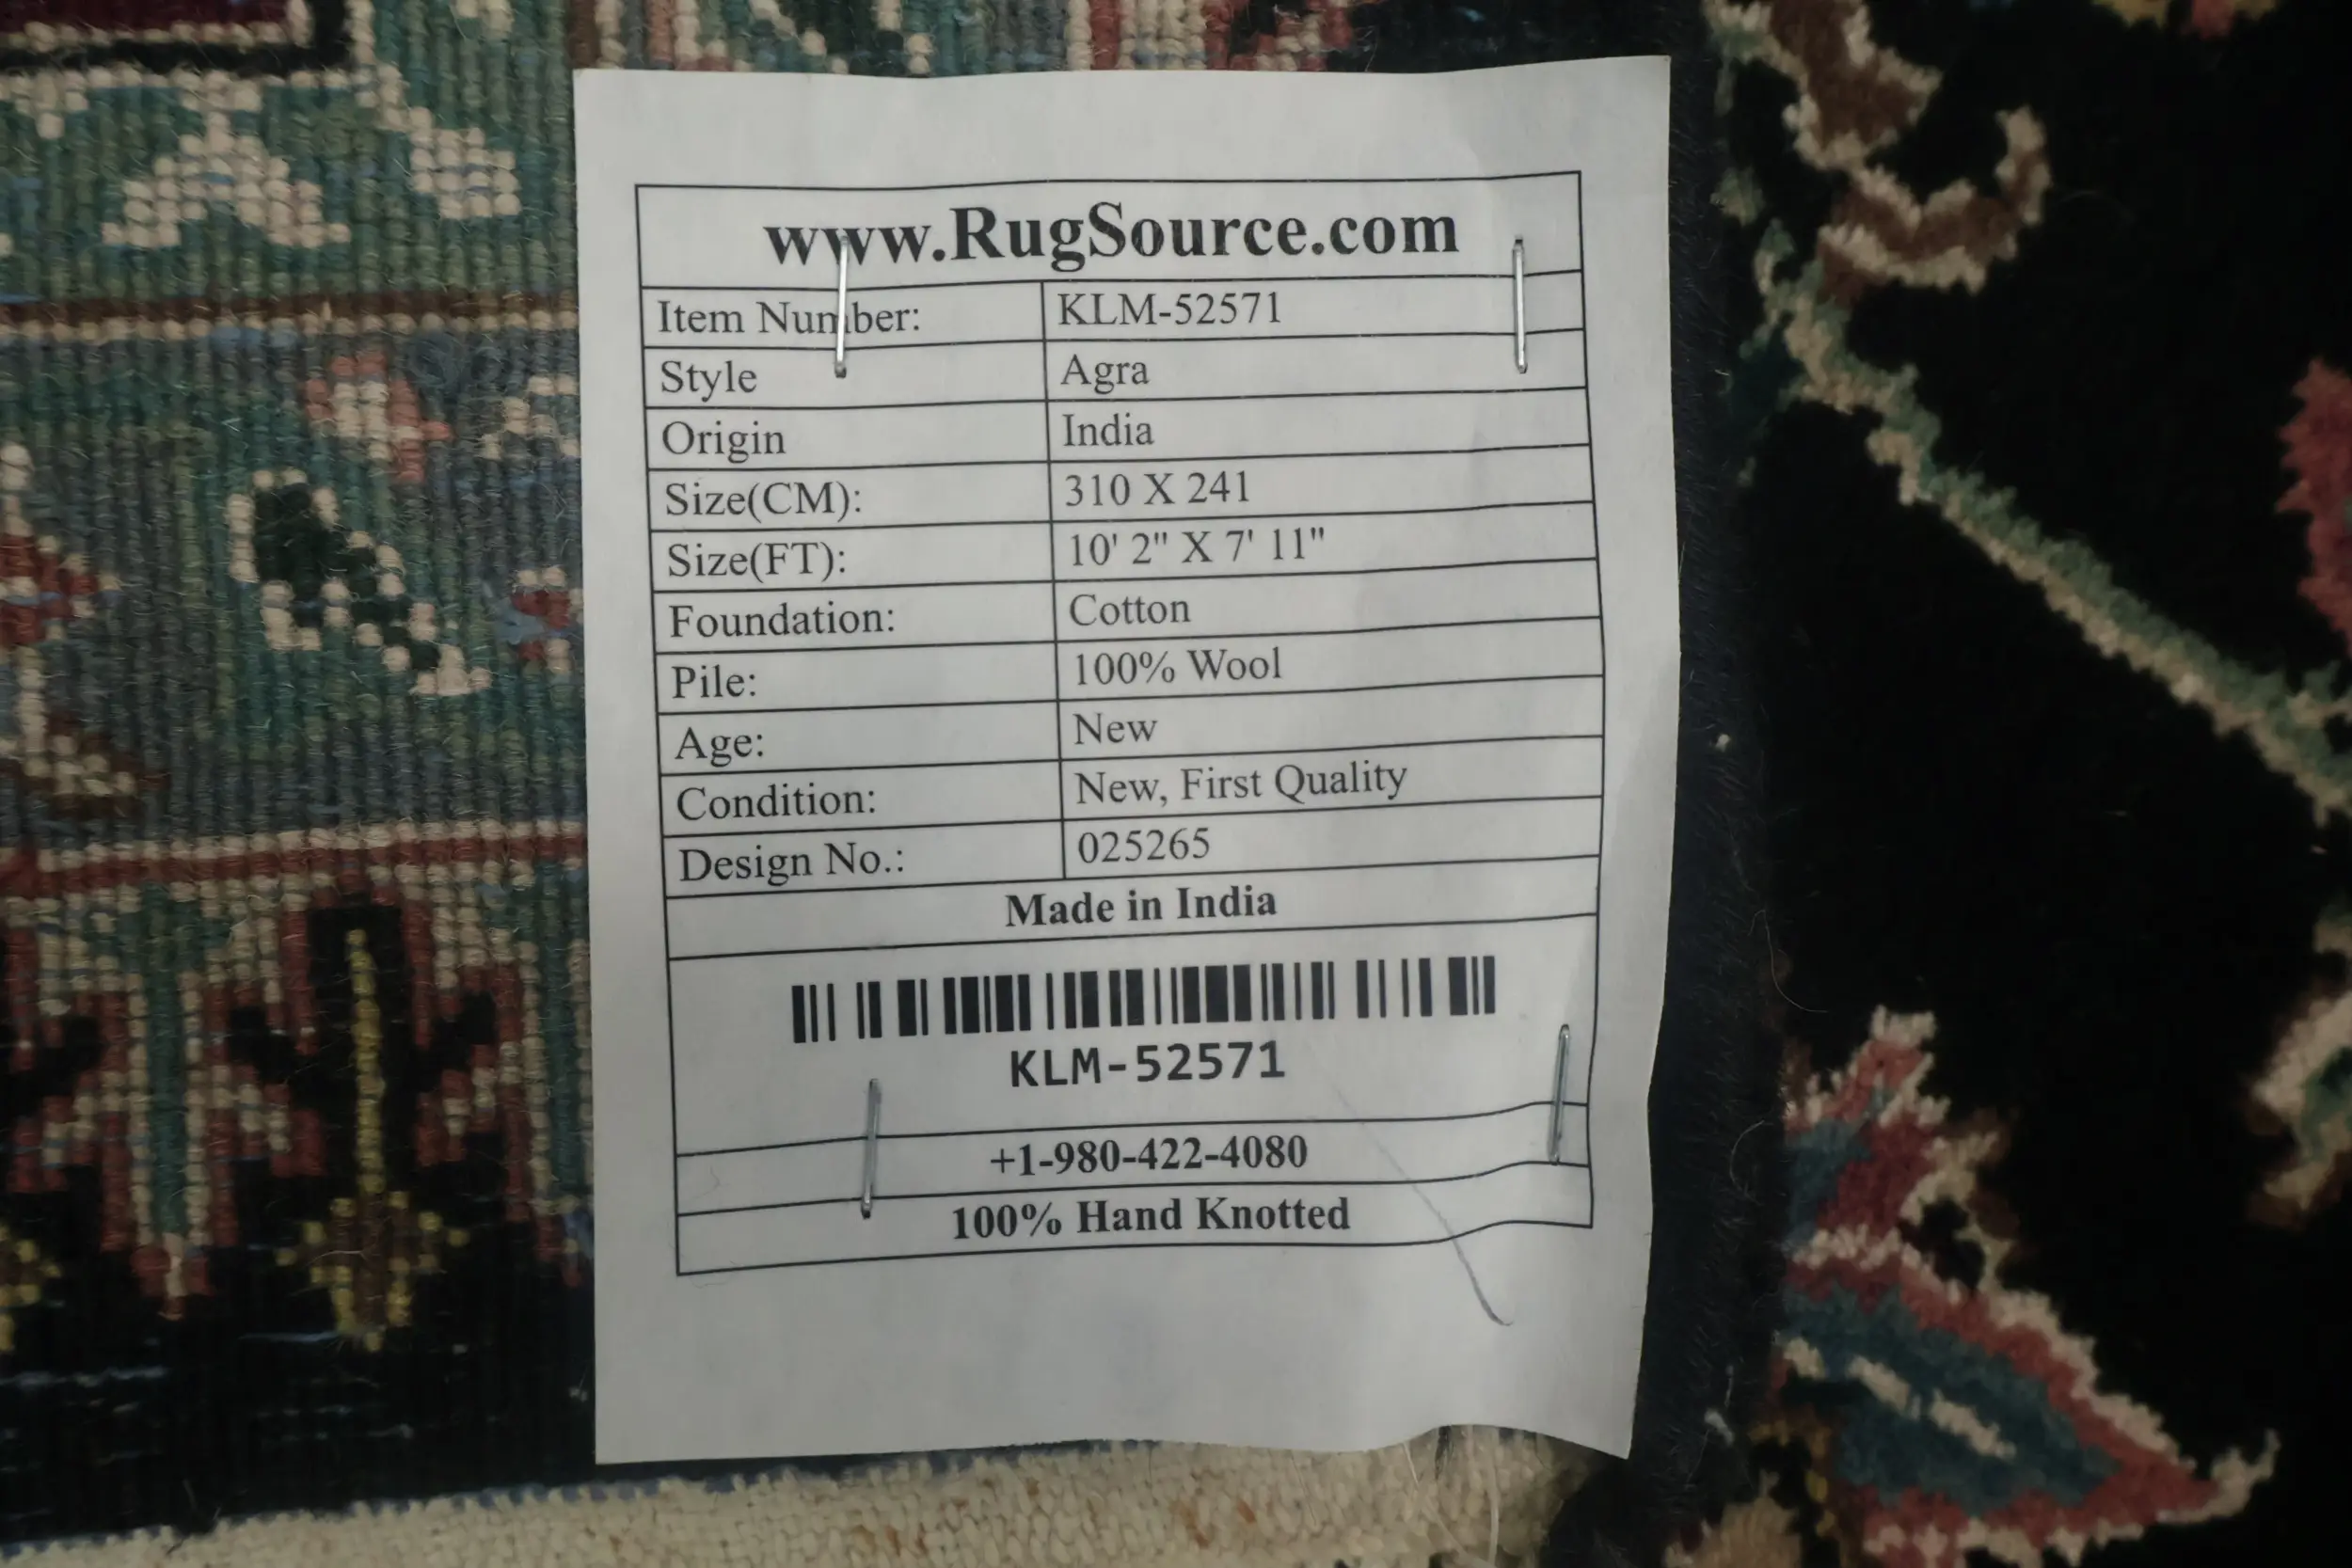 www.RugSource.com
Item Number: KLM-52571
Style Agra
Origin India
Size(CM): 310 X 241
Size(FT): 10' 2" X 7' 11"
Foundation: Cotton
Pile: 100% Wool
Age: New
Condition: New, First Quality
Design No.: 025265
Made in India
KLM-52571
+1-980-422-4080
100% Hand Knotted